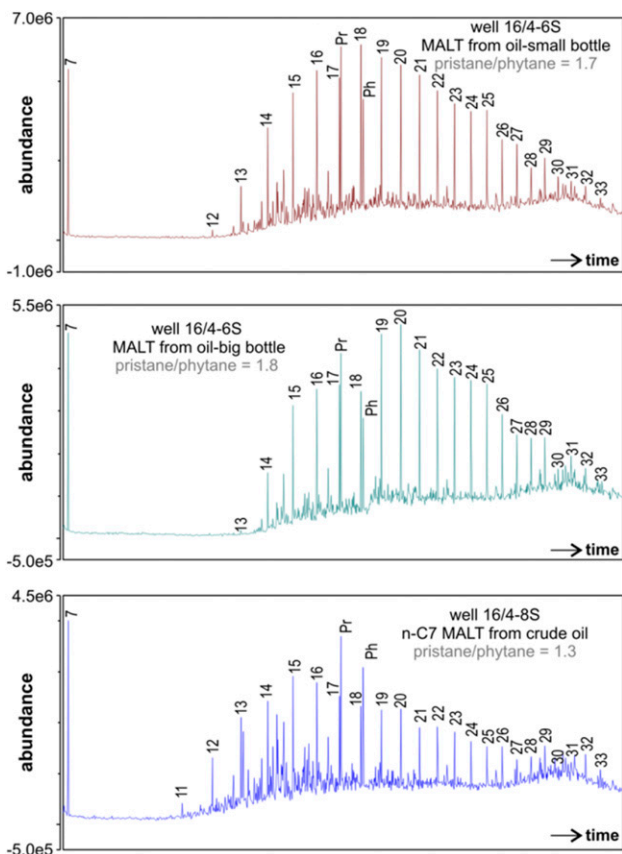 7.0e6
well 16/4-6S
MALT from oil-small bottle
pristane/phytane = 1.7
abundance
7
12
13
14
15
16
17
Pr
18
Ph
19
20
21
22
23
24
25
26
27
28
29
30
31
32
33
-1.0e6
time
5.5e6
well 16/4-6S
MALT from oil-big bottle
pristane/phytane = 1.8
abundance
7
13
14
15
16
17
Pr
18
Ph
19
20
21
22
23
24
25
26
27
28
29
30
31
32
33
-5.0e5
time
4.5e6
well 16/4-8S
n-C7 MALT from crude oil
pristane/phytane = 1.3
abundance
7
11
12
13
14
15
16
17
Pr
18
Ph
19
20
21
22
23
24
25
26
27
28
29
30
31
32
33
-5.0e4
time